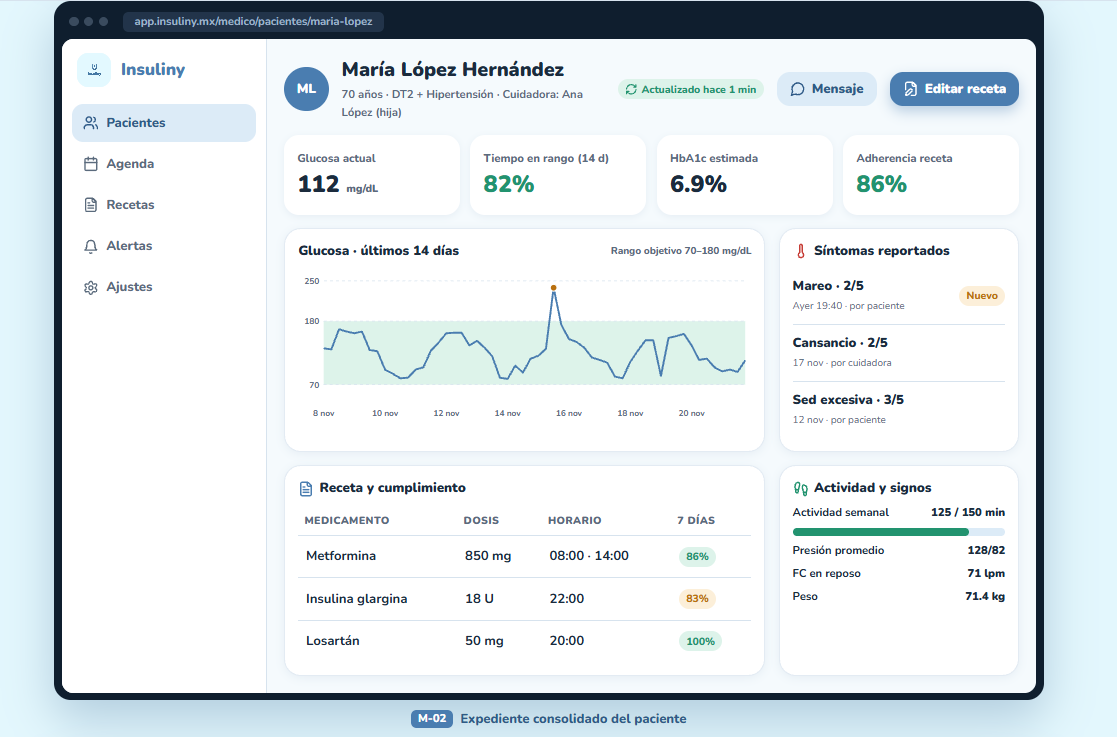 app.insuliny.mx/medico/pacientes/maria-lopez
Insuliny
Pacientes
Agenda
Recetas
Alertas
Ajustes
ML
María López Hernández
70 años · DT2 + Hipertensión · Cuidadora: Ana
López (hija)
Actualizado hace 1 min
Mensaje
Editar receta
Glucosa actual
112 mg/dL
Tiempo en rango (14 d)
82%
HbA1c estimada
6.9%
Adherencia receta
86%
Glucosa · últimos 14 días
Rango objetivo 70–180 mg/dL
250
180
70
8 nov 10 nov 12 nov 14 nov 16 nov 18 nov 20 nov
Síntomas reportados
Mareo · 2/5
Ayer 19:40 · por paciente
Nuevo
Cansancio · 2/5
17 nov · por cuidadora
Sed excesiva · 3/5
12 nov · por paciente
Receta y cumplimiento
MEDICAMENTO DOSIS HORARIO 7 DÍAS
Metformina 850 mg 08:00 · 14:00 86%
Insulina glargina 18 U 22:00 83%
Losartán 50 mg 20:00 100%
Actividad y signos
Actividad semanal 125 / 150 min
Presión promedio 128/82
FC en reposo 71 lpm
Peso 71.4 kg
M-02 Expediente consolidado del paciente